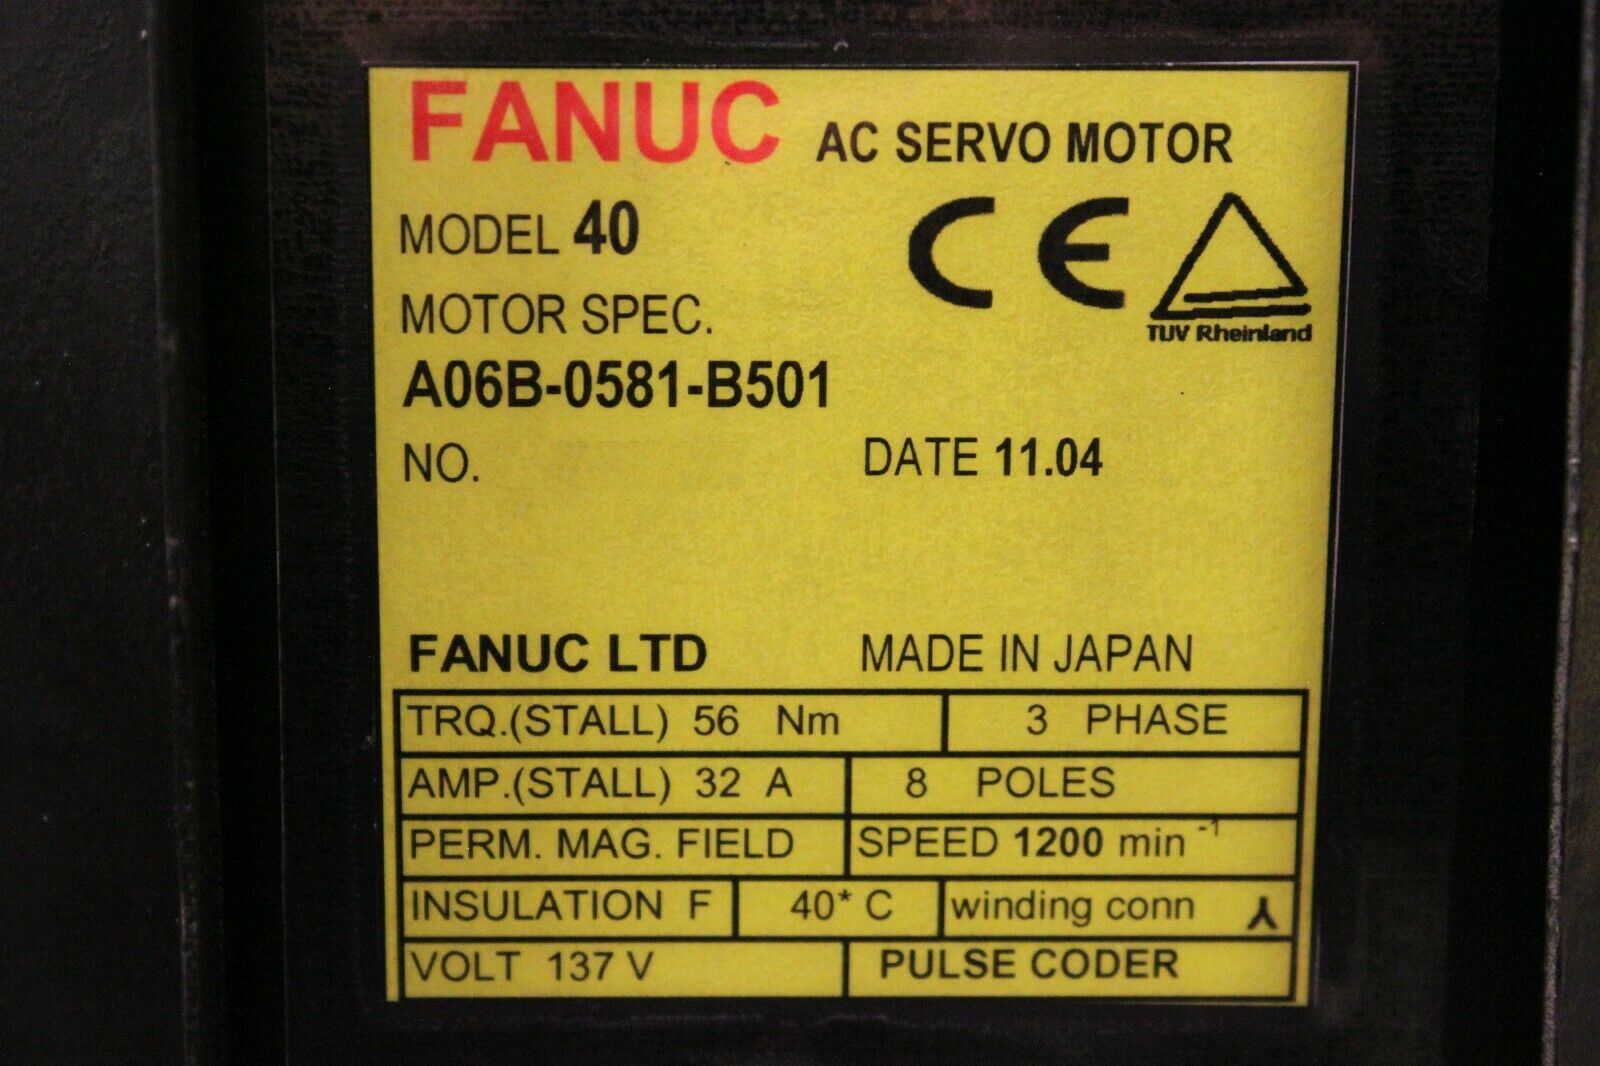 FANUC AC SERVO MOTOR
MODEL 40
CE
TUV Rheinland
MOTOR SPEC.
A06B-0581-B501
NO. DATE 11.04
FANUC LTD MADE IN JAPAN
TRQ.(STALL) 56 Nm 3 PHASE
AMP.(STALL) 32 A 8 POLES
PERM. MAG. FIELD SPEED 1200 min⁻¹
INSULATION F 40* C winding conn
VOLT 137 V PULSE CODER